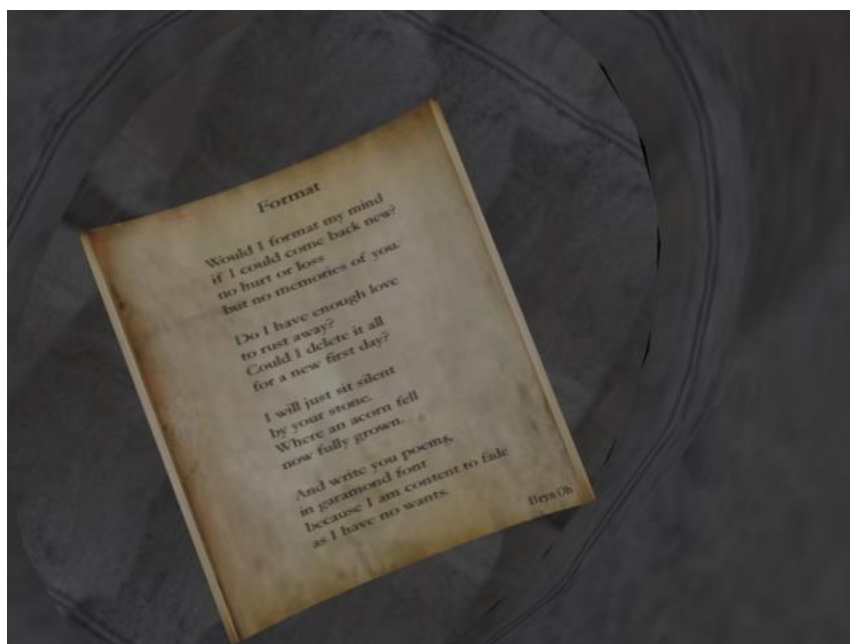 Format
Would I format my mind
if I could come back new?
no hurt or loss
but no memories of you.
Do I have enough love
to rust away?
Could I delete it all
for a new first day?
I will just sit silent
by your stone.
Where an acorn fell
now fully grown.
And write you poems,
in garamond font
because I am content to fade
as I have no wants.
Bryn Oh